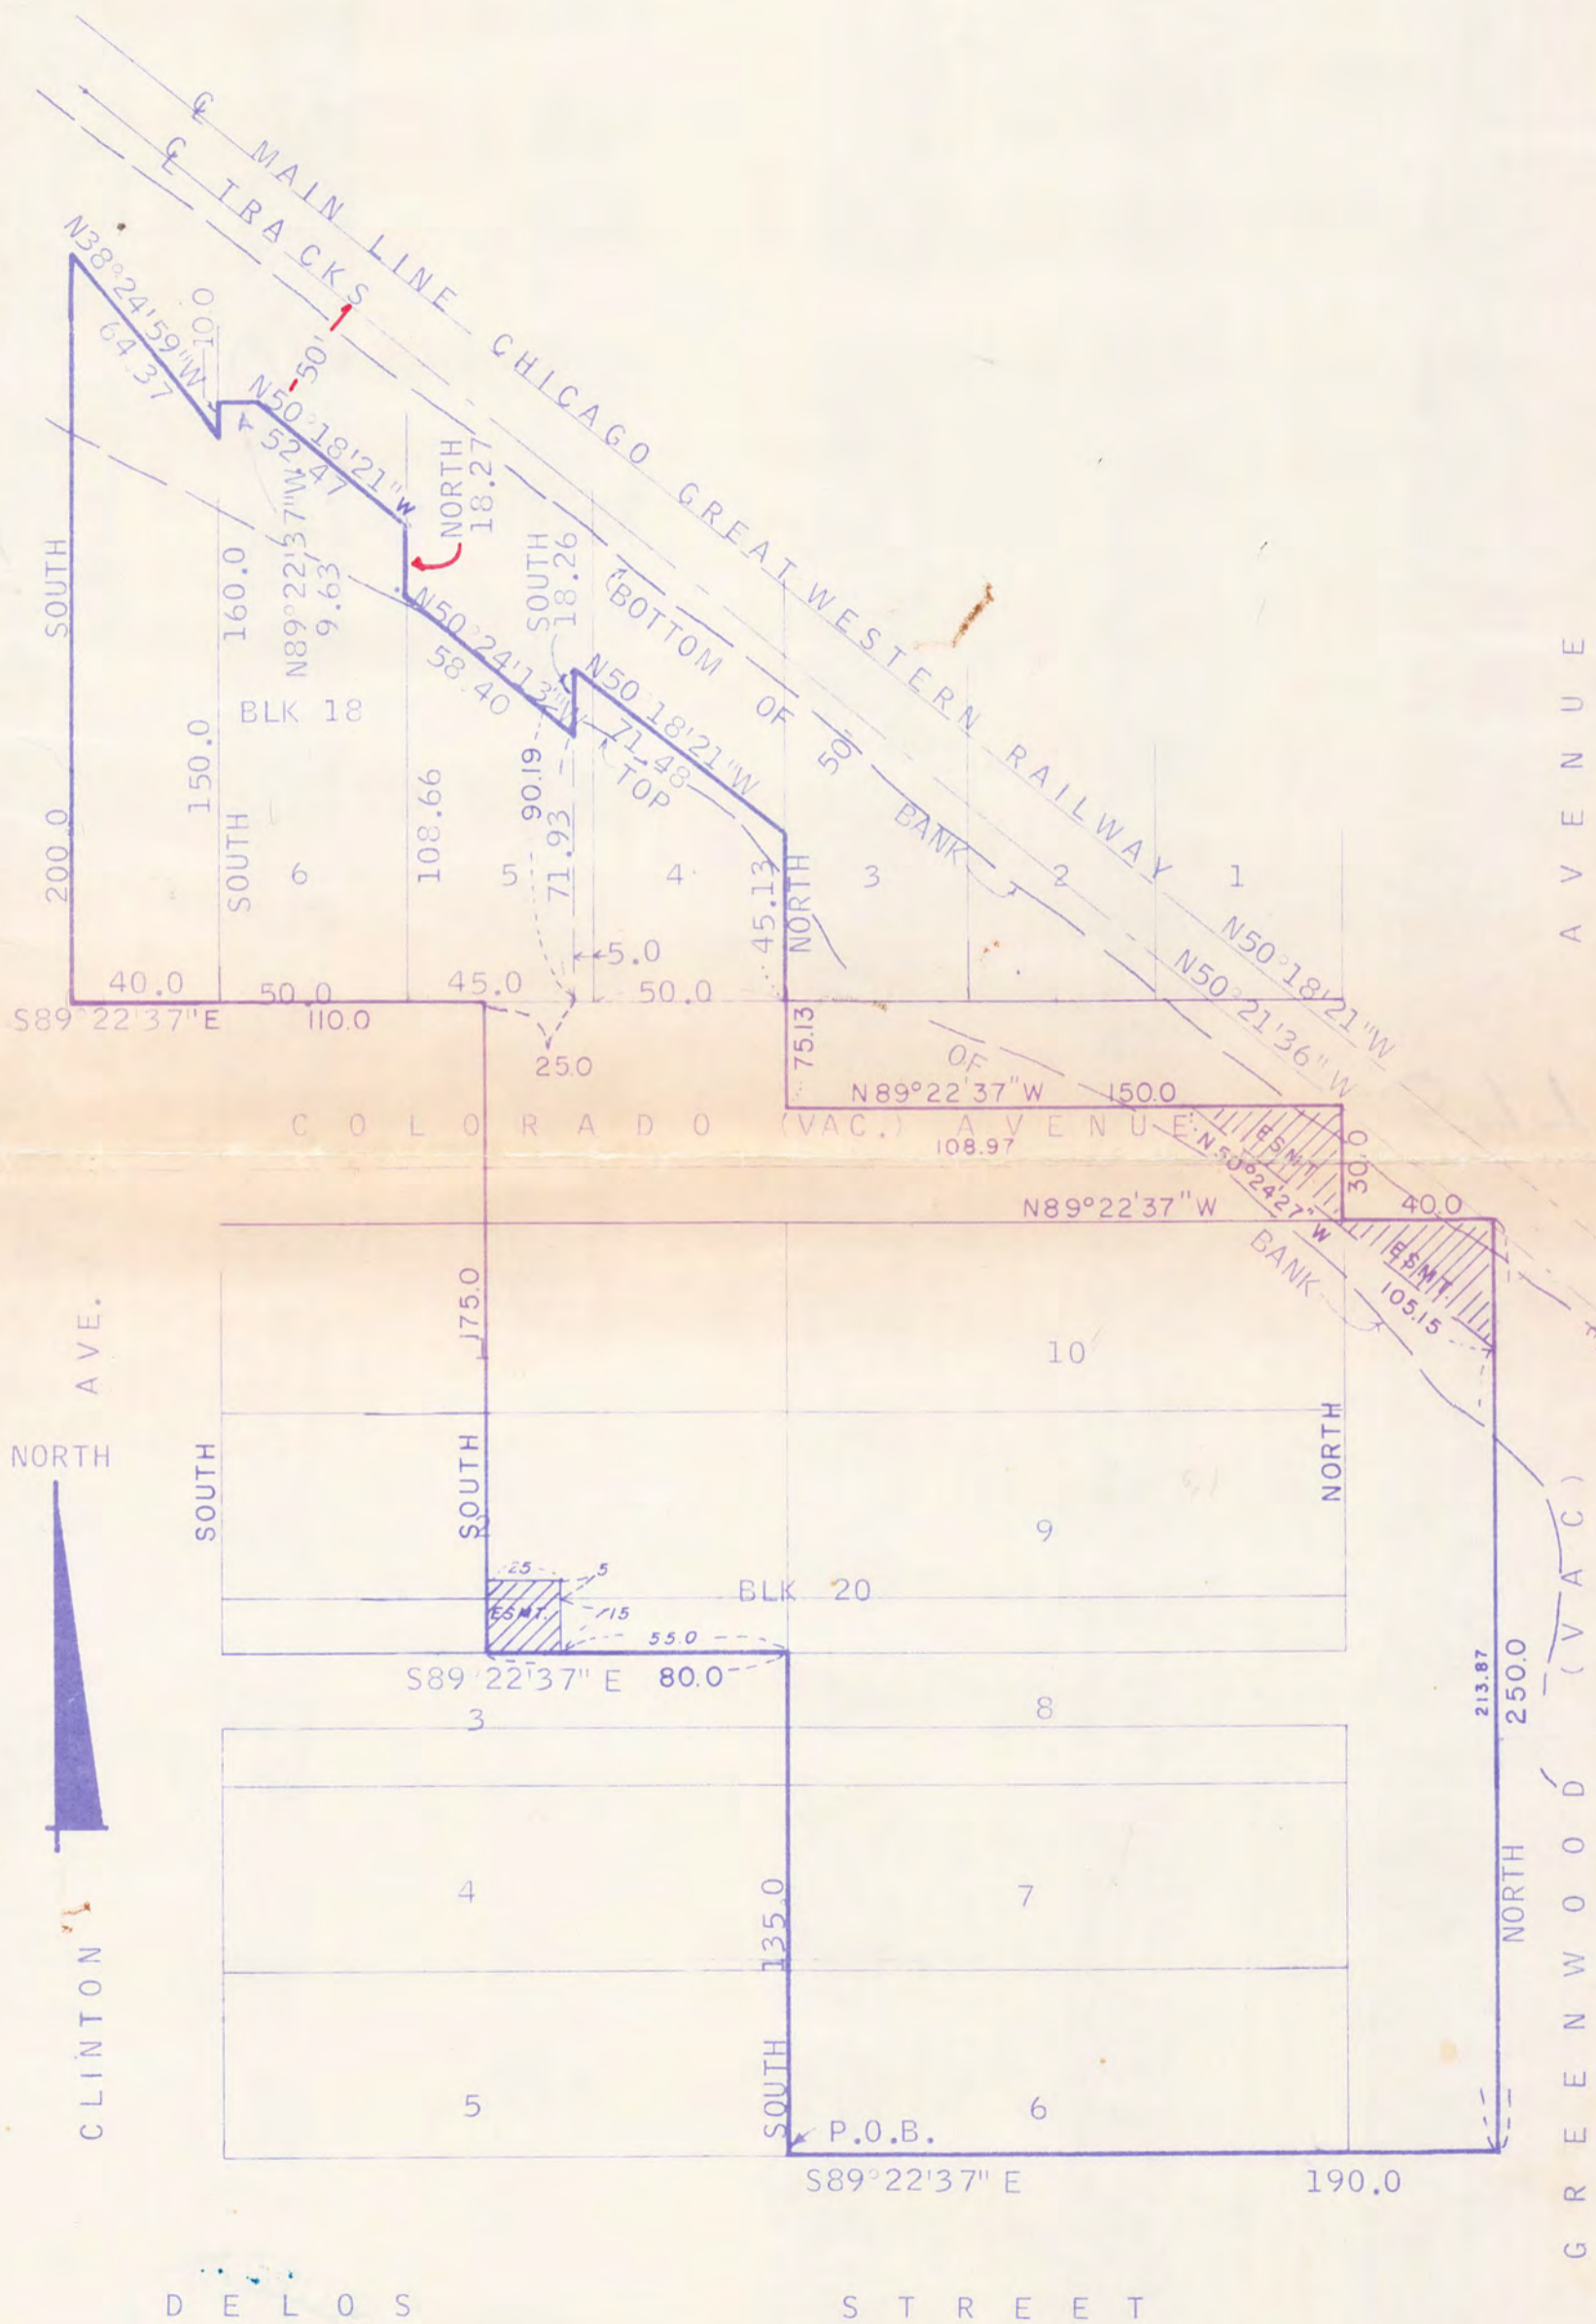 ℄ MAIN LINE CHICAGO GREAT WESTERN RAILWAY
℄ TRACKS
N38°24'59"W
64.37
10.0
50'
N50°18'21"W
52.47
N89°22'37"W
9.63
NORTH
18.27
SOUTH
18.26
N50°24'13"W
58.40
N50°18'21"W
71.48
TOP
BOTTOM OF
50'
BANK
SOUTH
200.0
160.0
150.0
SOUTH
BLK 18
108.66
90.19
71.93
45.13
NORTH
6
5
4
3
2
1
5.0
40.0
50.0
45.0
50.0
S89°22'37"E
110.0
25.0
75.13
N50°18'21"W
N50°21'36"W
OF
N89°22'37"W
150.0
COLORADO (VAC.) AVENUE
108.97
ESMT
N50°24'27"W
30.0
N89°22'37"W
40.0
BANK
ESMT.
105.15
175.0
10
NORTH
SOUTH
SOUTH
NORTH
9
25
5
BLK 20
ESMT.
15
55.0
S89°22'37"E
80.0
3
8
213.87
250.0
NORTH
4
7
135.0
SOUTH
5
6
P.O.B.
S89°22'37"E
190.0
CLINTON AVE.
GREENWOOD (VAC) AVENUE
DELOS STREET